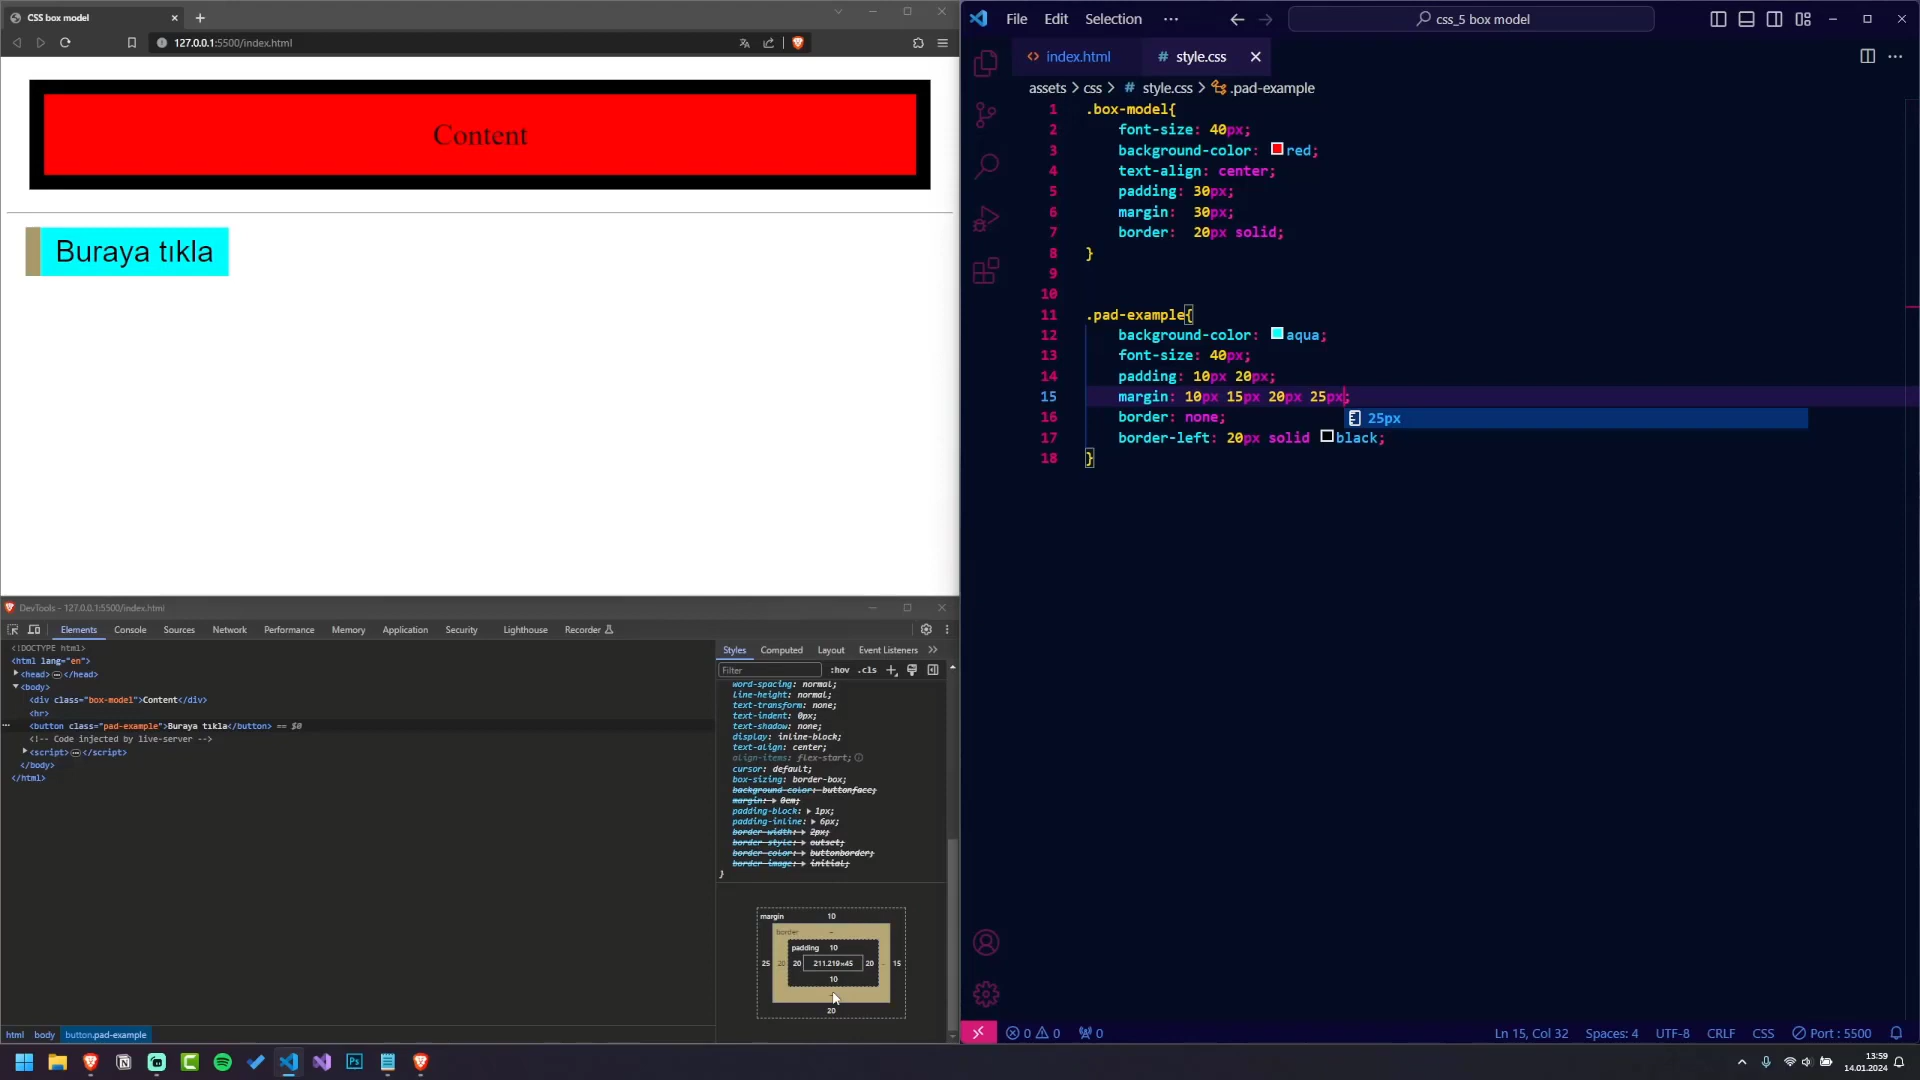 CSS box model
127.0.0.1:5500/index.html
Content
Buraya tıkla
DevTools - 127.0.0.1:5500/index.html
Elements Console Sources Network Performance Memory Application Security Lighthouse Recorder
<!DOCTYPE html>
<html lang="en">
<head> </head>
<body>
<div class="box-model">Content</div>
<hr>
<button class="pad-example">Buraya tıkla</button> == $0
<!-- Code injected by live-server -->
<script> </script>
</body>
</html>
Styles Computed Layout Event Listeners
Filter :hov .cls
word-spacing: normal;
line-height: normal;
text-transform: none;
text-indent: 0px;
text-shadow: none;
display: inline-block;
text-align: center;
align-items: flex-start;
cursor: default;
box-sizing: border-box;
background-color: buttonface;
margin: 0em;
padding-block: 1px;
padding-inline: 6px;
border-width: 2px;
border-style: outset;
border-color: buttonborder;
border-image: initial;
}
margin 10
border -
padding 10
25 20 20 211.219×45 20 - 15
10
20
html body button.pad-example
File Edit Selection ...
css_5 box model
index.html
# style.css
assets > css > # style.css > .pad-example
1 .box-model{
2 font-size: 40px;
3 background-color: red;
4 text-align: center;
5 padding: 30px;
6 margin: 30px;
7 border: 20px solid;
8 }
9
10
11 .pad-example{
12 background-color: aqua;
13 font-size: 40px;
14 padding: 10px 20px;
15 margin: 10px 15px 20px 25px;
16 border: none;
25px
17 border-left: 20px solid black;
18 }
0 0 0
Ln 15, Col 32 Spaces: 4 UTF-8 CRLF CSS Port : 5500
13:59
14.01.2024